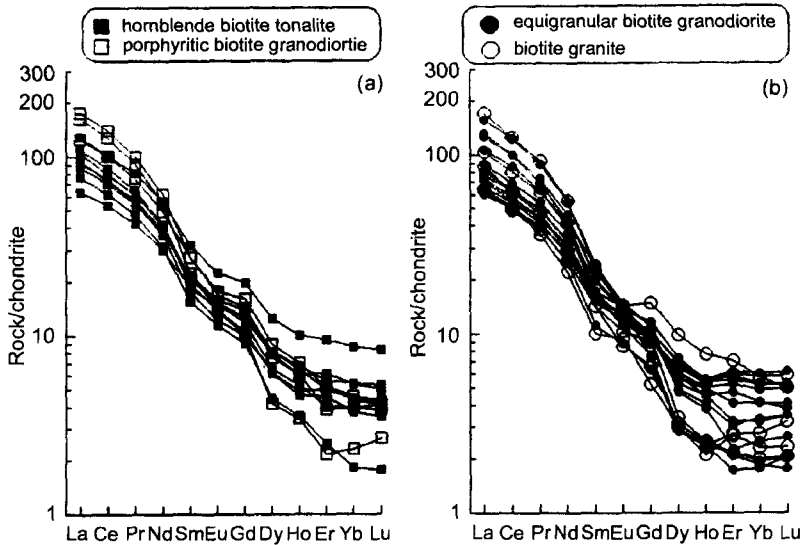 hornblende biotite tonalite
porphyritic biotite granodiortie
(a)
300
200
100
10
1
Rock/chondrite
La Ce Pr Nd Sm Eu Gd Dy Ho Er Yb Lu
equigranular biotite granodiorite
biotite granite
(b)
300
200
100
10
1
Rock/chondrite
La Ce Pr Nd Sm Eu Gd Dy Ho Er Yb Lu